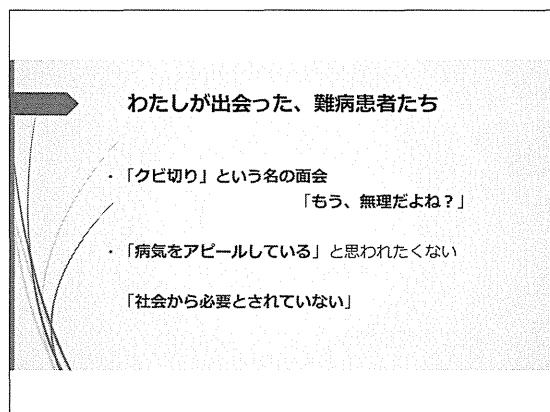 わたしが出会った、難病患者たち
・「クビ切り」という名の面会
「もう、無理だよね?」
・「病気をアピールしている」と思われたくない
「社会から必要とされていない」